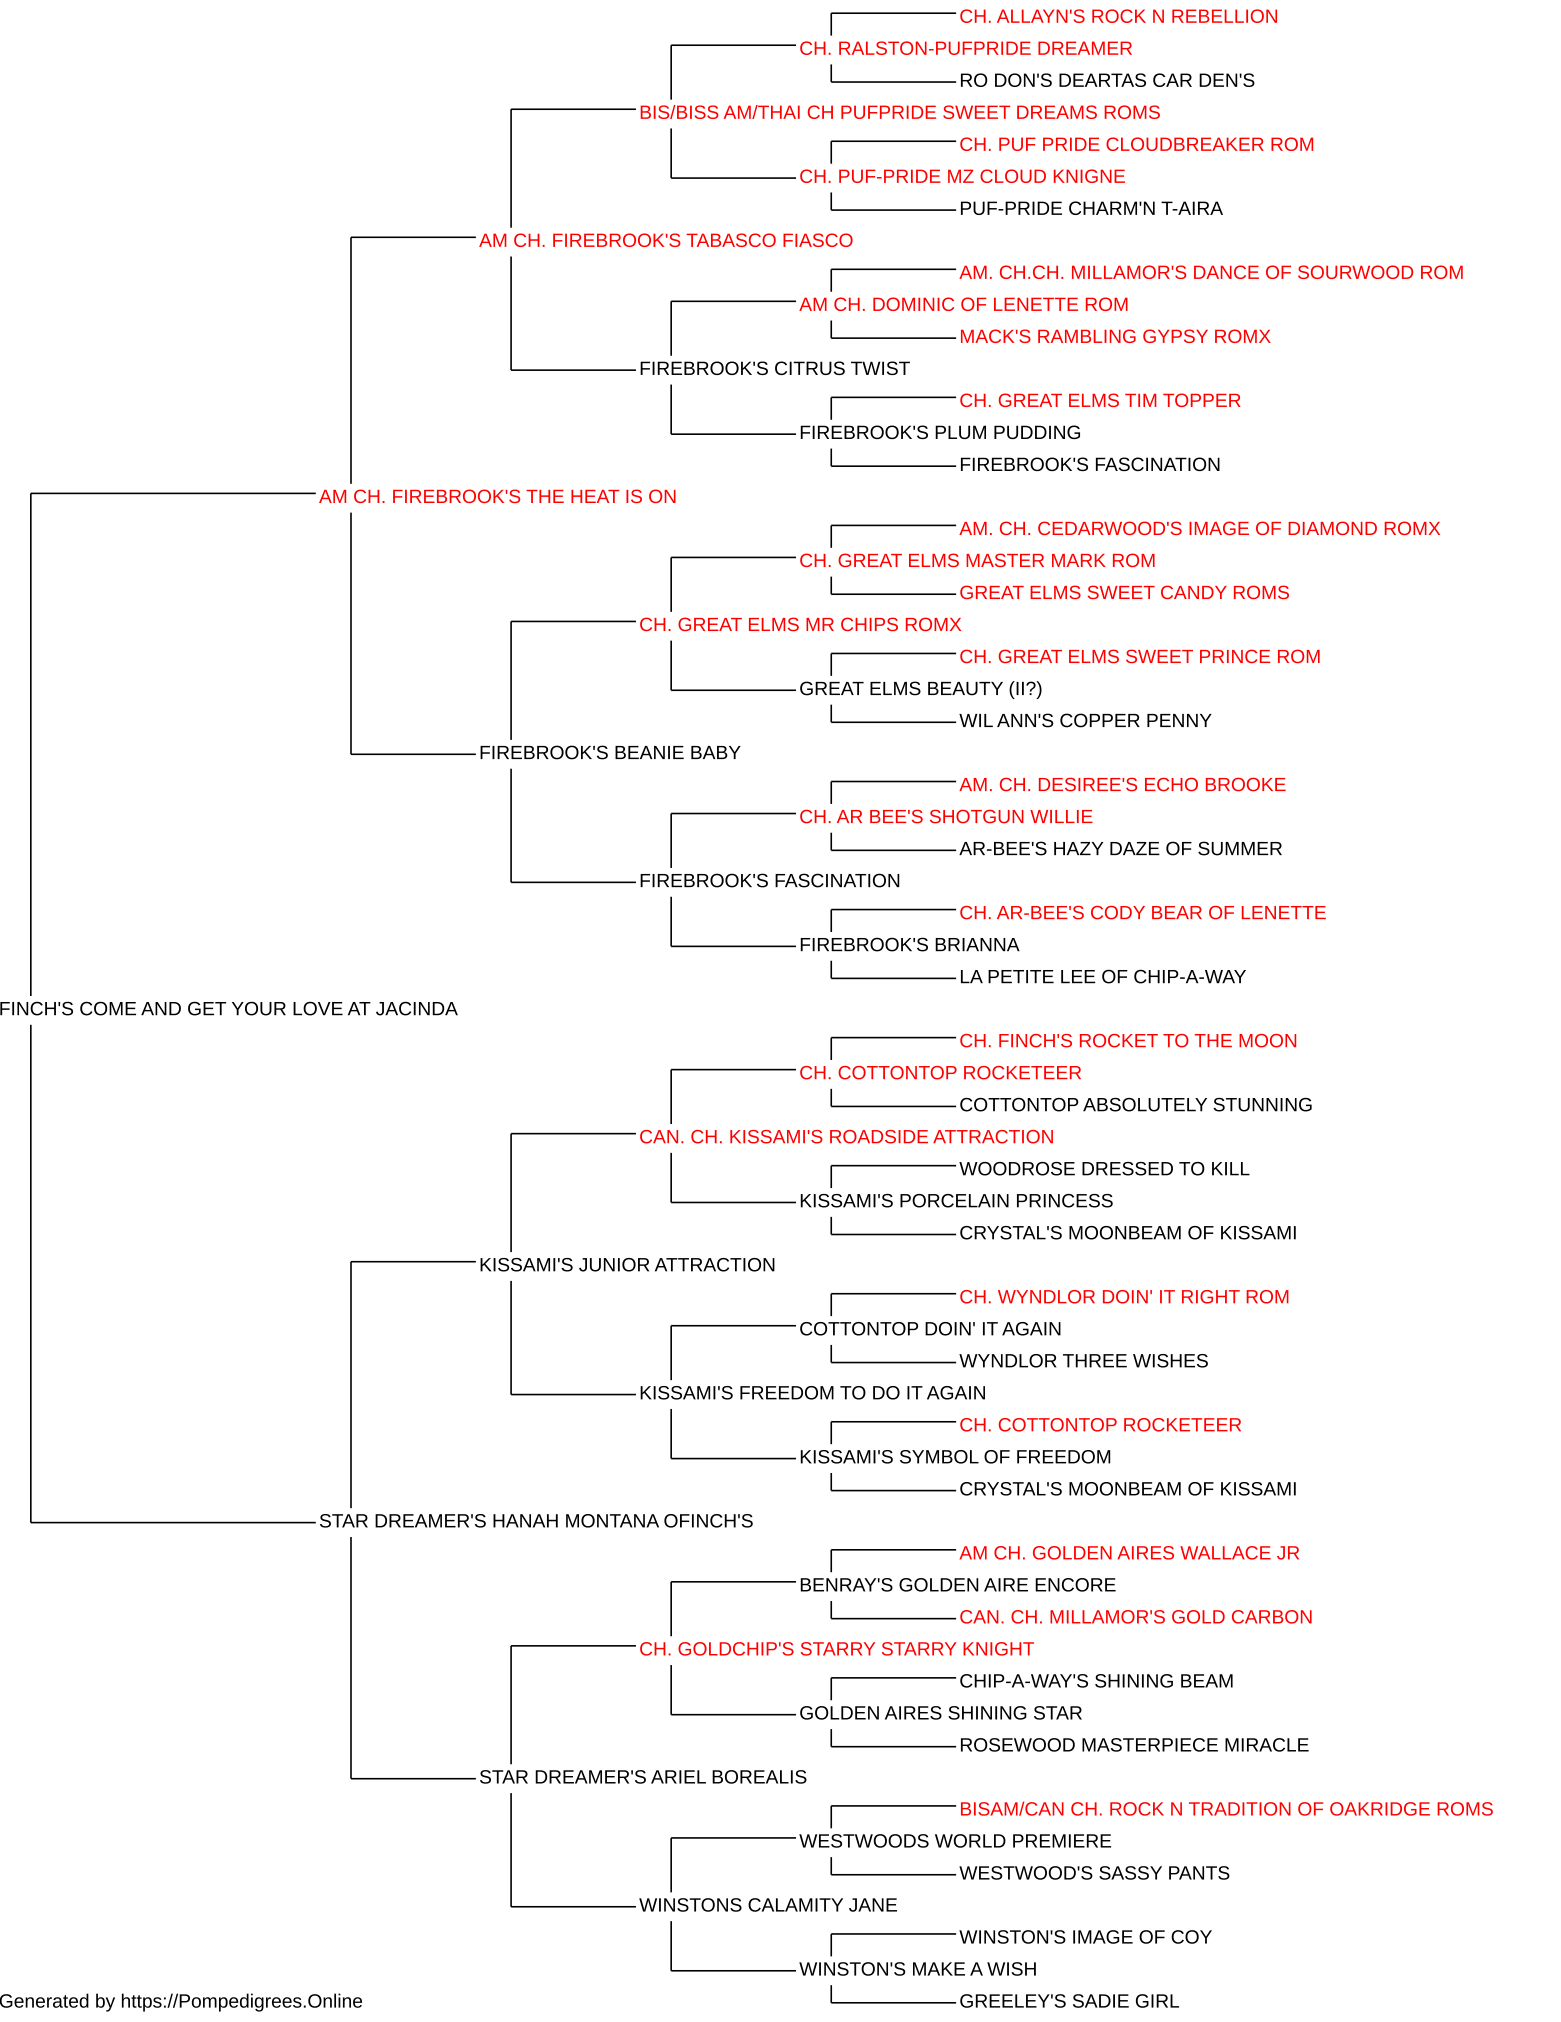 CH. ALLAYN'S ROCK N REBELLION
CH. RALSTON-PUFPRIDE DREAMER
RO DON'S DEARTAS CAR DEN'S
BIS/BISS AM/THAI CH PUFPRIDE SWEET DREAMS ROMS
CH. PUF PRIDE CLOUDBREAKER ROM
CH. PUF-PRIDE MZ CLOUD KNIGNE
PUF-PRIDE CHARM'N T-AIRA
AM CH. FIREBROOK'S TABASCO FIASCO
AM. CH.CH. MILLAMOR'S DANCE OF SOURWOOD ROM
AM CH. DOMINIC OF LENETTE ROM
MACK'S RAMBLING GYPSY ROMX
FIREBROOK'S CITRUS TWIST
CH. GREAT ELMS TIM TOPPER
FIREBROOK'S PLUM PUDDING
FIREBROOK'S FASCINATION
AM CH. FIREBROOK'S THE HEAT IS ON
AM. CH. CEDARWOOD'S IMAGE OF DIAMOND ROMX
CH. GREAT ELMS MASTER MARK ROM
GREAT ELMS SWEET CANDY ROMS
CH. GREAT ELMS MR CHIPS ROMX
CH. GREAT ELMS SWEET PRINCE ROM
GREAT ELMS BEAUTY (II?)
WIL ANN'S COPPER PENNY
FIREBROOK'S BEANIE BABY
AM. CH. DESIREE'S ECHO BROOKE
CH. AR BEE'S SHOTGUN WILLIE
AR-BEE'S HAZY DAZE OF SUMMER
FIREBROOK'S FASCINATION
CH. AR-BEE'S CODY BEAR OF LENETTE
FIREBROOK'S BRIANNA
LA PETITE LEE OF CHIP-A-WAY
FINCH'S COME AND GET YOUR LOVE AT JACINDA
CH. FINCH'S ROCKET TO THE MOON
CH. COTTONTOP ROCKETEER
COTTONTOP ABSOLUTELY STUNNING
CAN. CH. KISSAMI'S ROADSIDE ATTRACTION
WOODROSE DRESSED TO KILL
KISSAMI'S PORCELAIN PRINCESS
CRYSTAL'S MOONBEAM OF KISSAMI
KISSAMI'S JUNIOR ATTRACTION
CH. WYNDLOR DOIN' IT RIGHT ROM
COTTONTOP DOIN' IT AGAIN
WYNDLOR THREE WISHES
KISSAMI'S FREEDOM TO DO IT AGAIN
CH. COTTONTOP ROCKETEER
KISSAMI'S SYMBOL OF FREEDOM
CRYSTAL'S MOONBEAM OF KISSAMI
STAR DREAMER'S HANAH MONTANA OFINCH'S
AM CH. GOLDEN AIRES WALLACE JR
BENRAY'S GOLDEN AIRE ENCORE
CAN. CH. MILLAMOR'S GOLD CARBON
CH. GOLDCHIP'S STARRY STARRY KNIGHT
CHIP-A-WAY'S SHINING BEAM
GOLDEN AIRES SHINING STAR
ROSEWOOD MASTERPIECE MIRACLE
STAR DREAMER'S ARIEL BOREALIS
BISAM/CAN CH. ROCK N TRADITION OF OAKRIDGE ROMS
WESTWOODS WORLD PREMIERE
WESTWOOD'S SASSY PANTS
WINSTONS CALAMITY JANE
WINSTON'S IMAGE OF COY
WINSTON'S MAKE A WISH
GREELEY'S SADIE GIRL
Generated by https://Pompedigrees.Online